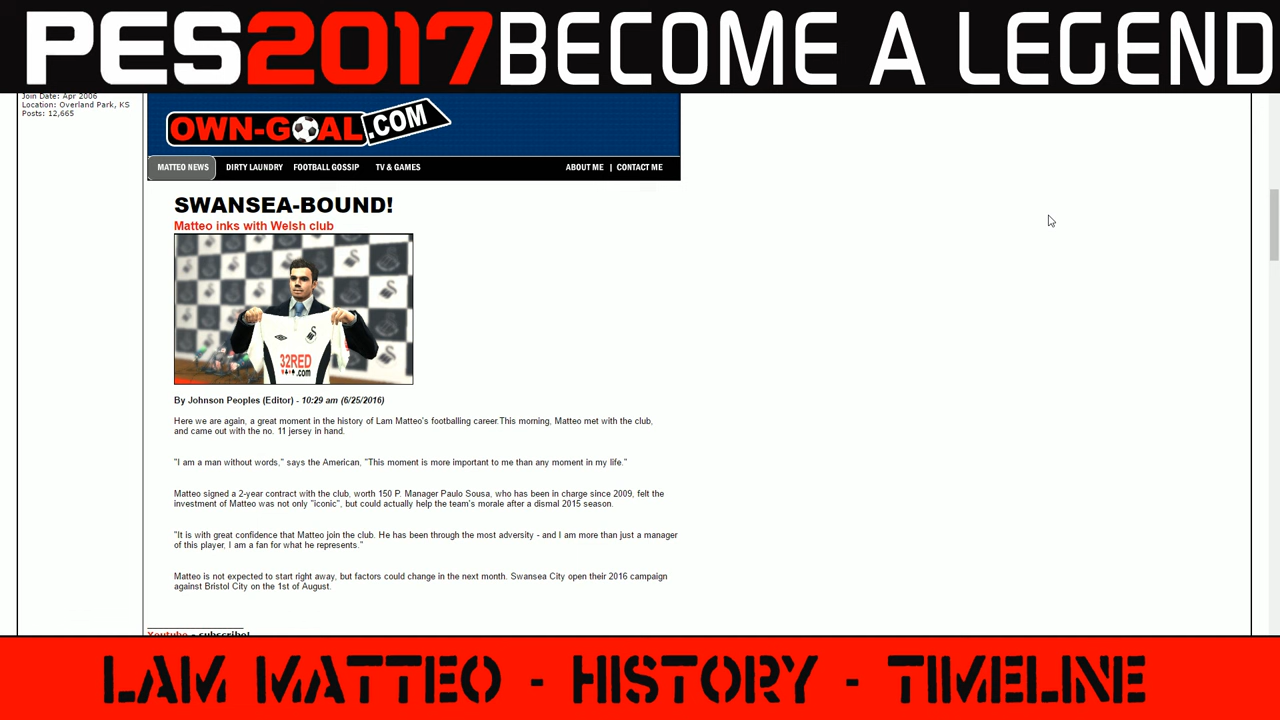 PES2017 BECOME A LEGEND
Join Date: Apr 2006
Location: Overland Park, KS
Posts: 12,665
OWN-GOAL.COM
MATTEO NEWS DIRTY LAUNDRY FOOTBALL GOSSIP TV & GAMES ABOUT ME | CONTACT ME
SWANSEA-BOUND!
Matteo inks with Welsh club
32RED
.com
By Johnson Peoples (Editor) - 10:29 am (6/25/2016)
Here we are again, a great moment in the history of Lam Matteo's footballing career.This morning, Matteo met with the club,
and came out with the no. 11 jersey in hand.
"I am a man without words," says the American, "This moment is more important to me than any moment in my life."
Matteo signed a 2-year contract with the club, worth 150 P. Manager Paulo Sousa, who has been in charge since 2009, felt the
investment of Matteo was not only "iconic", but could actually help the team's morale after a dismal 2015 season.
"It is with great confidence that Matteo join the club. He has been through the most adversity - and I am more than just a manager
of this player, I am a fan for what he represents."
Matteo is not expected to start right away, but factors could change in the next month. Swansea City open their 2016 campaign
against Bristol City on the 1st of August.
Youtube - subscribe!
LAM MATTEO - HISTORY - TIMELINE